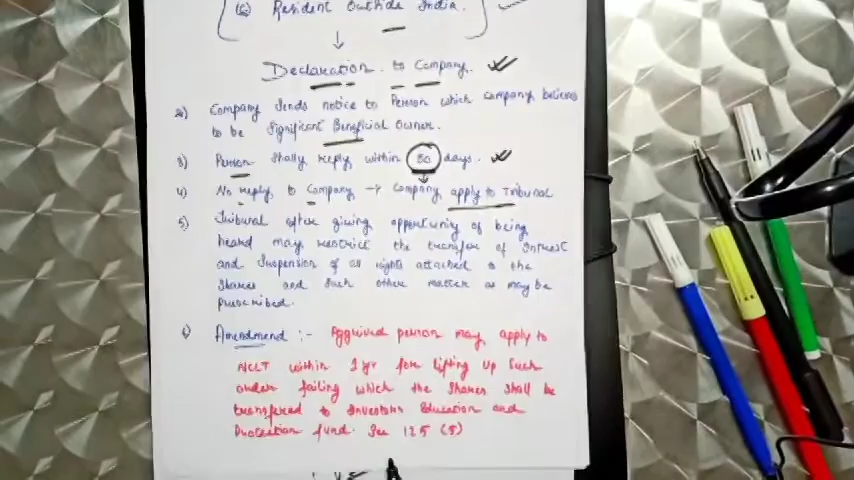 (c) Resident Outside India.
Declaration to Company.
2) Company Sends notice to Person which company believes
to be Significant Beneficial Owner.
3) Person shall reply within 30 days.
4) No reply to Company → Company apply to Tribunal
5) Tribunal after giving opportunity of being
heard may restrict the transfer of Interest
and Suspension of all rights attached to the
Shares and Such other matter as may be
prescribed.
6) Amendment :- Aggrived person may apply to
NCLT within 1 yr for lifting up Such
order failing which the Shares shall be
transferred to Investors Education and
Protection fund. Sec 125 (5)